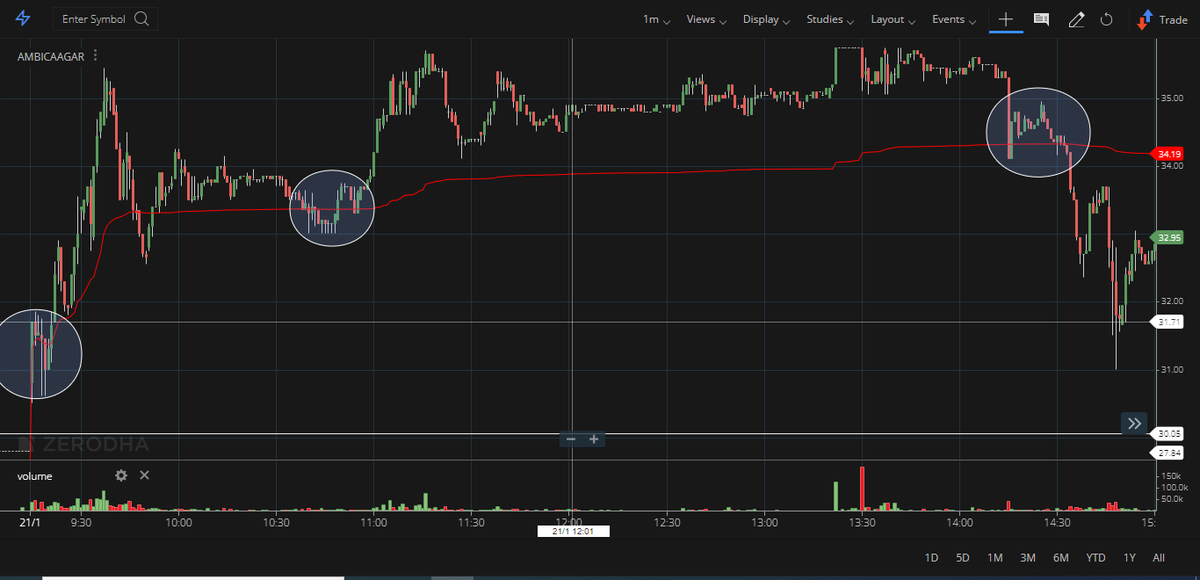 Enter Symbol 1m Views Display Studies Layout Events Trade
AMBICAAGAR
35.00
34.19
34.00
32.95
32.00
31.71
31.00
30.05
ZERODHA
27.84
volume
150k
100.0k
50.0k
21/1 9:30 10:00 10:30 11:00 11:30 12:00 12:30 13:00 13:30 14:00 14:30 15:
21/1 12:01
1D 5D 1M 3M 6M YTD 1Y All